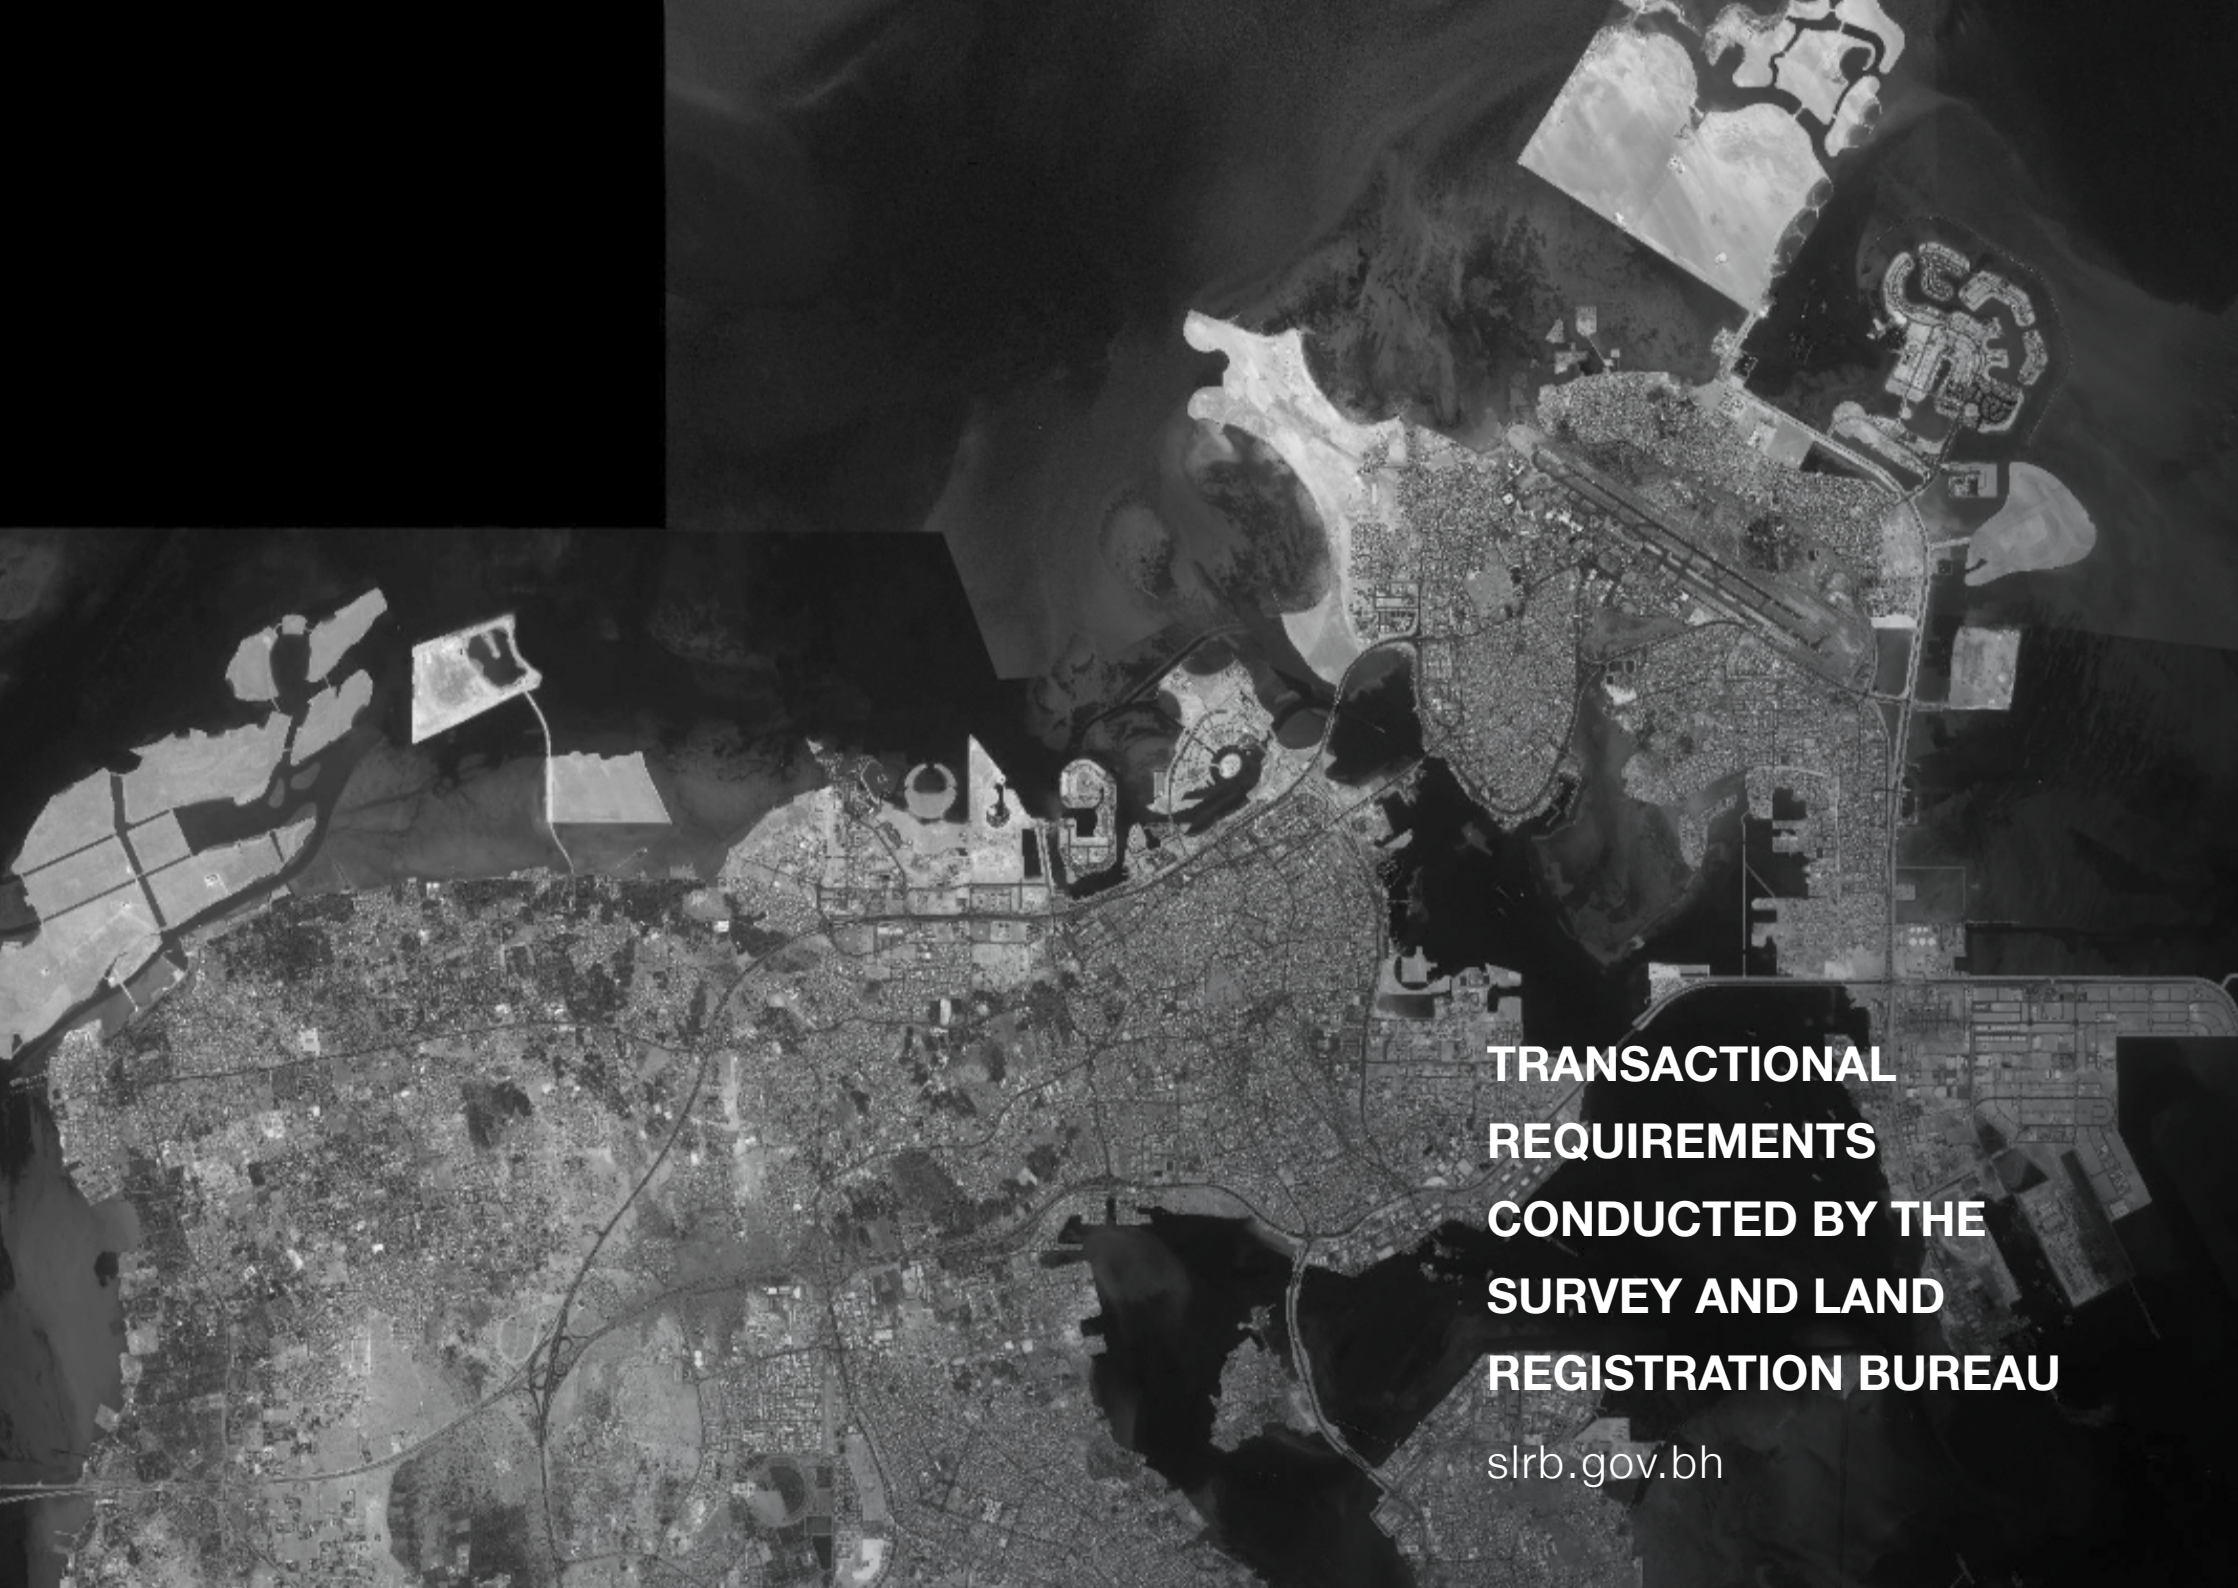 TRANSACTIONAL
REQUIREMENTS
CONDUCTED BY THE
SURVEY AND LAND
REGISTRATION BUREAU
slrb.gov.bh